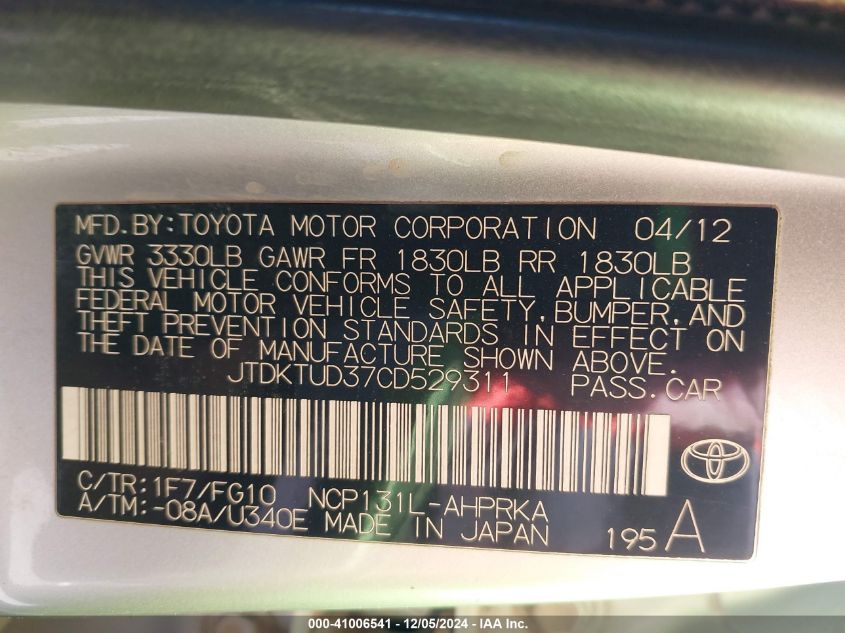 MFD.BY:TOYOTA MOTOR CORPORATION 04/12
GVWR 3330LB GAWR FR 1830LB RR 1830LB
THIS VEHICLE CONFORMS TO ALL APPLICABLE
FEDERAL MOTOR VEHICLE SAFETY, BUMPER, AND
THEFT PREVENTION STANDARDS IN EFFECT ON
THE DATE OF MANUFACTURE SHOWN ABOVE.
JTDKTUD37CD529311 PASS.CAR
C/TR:1F7/FG10 NCP131L-AHPRKA
A/TM:-08A/U340E MADE IN JAPAN 195A
000-41006541 - 12/05/2024 - IAA Inc.